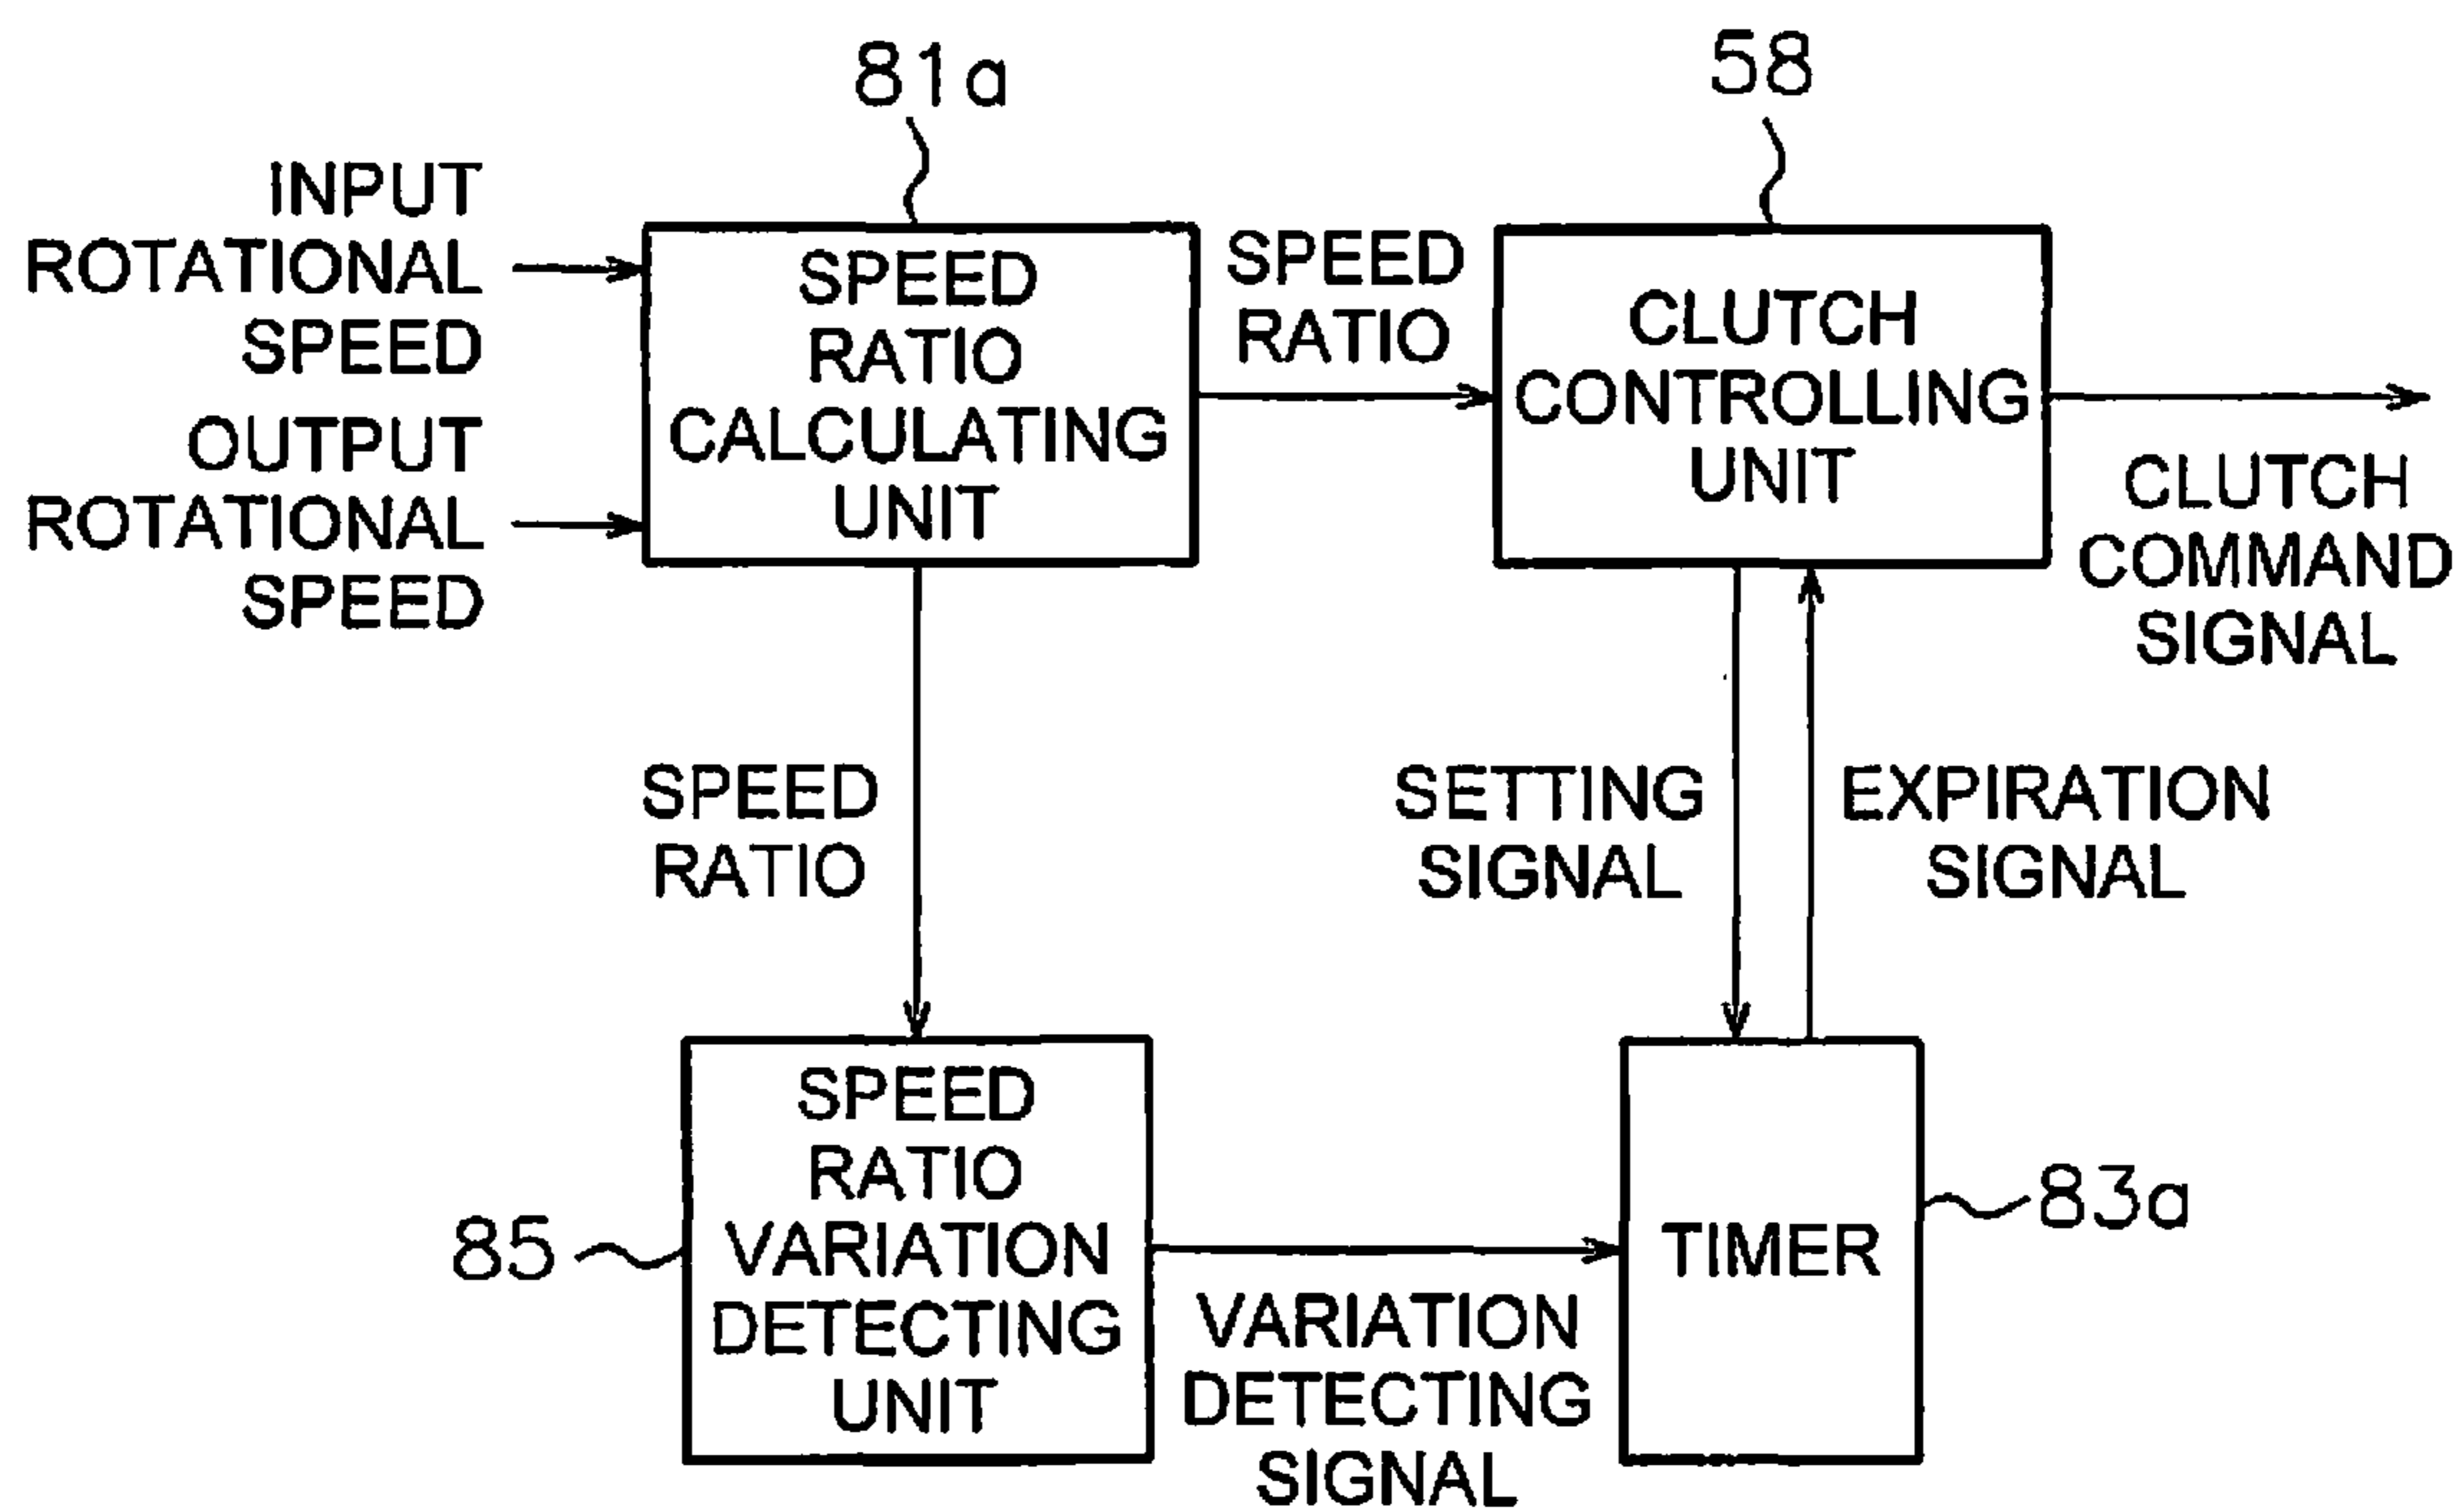 81a
58
INPUT
ROTATIONAL
SPEED
OUTPUT
ROTATIONAL
SPEED
SPEED
RATIO
CALCULATING
UNIT
SPEED
RATIO
CLUTCH
CONTROLLING
UNIT
CLUTCH
COMMAND
SIGNAL
SPEED
RATIO
SETTING
SIGNAL
EXPIRATION
SIGNAL
85
SPEED
RATIO
VARIATION
DETECTING
UNIT
VARIATION
DETECTING
SIGNAL
TIMER
83a